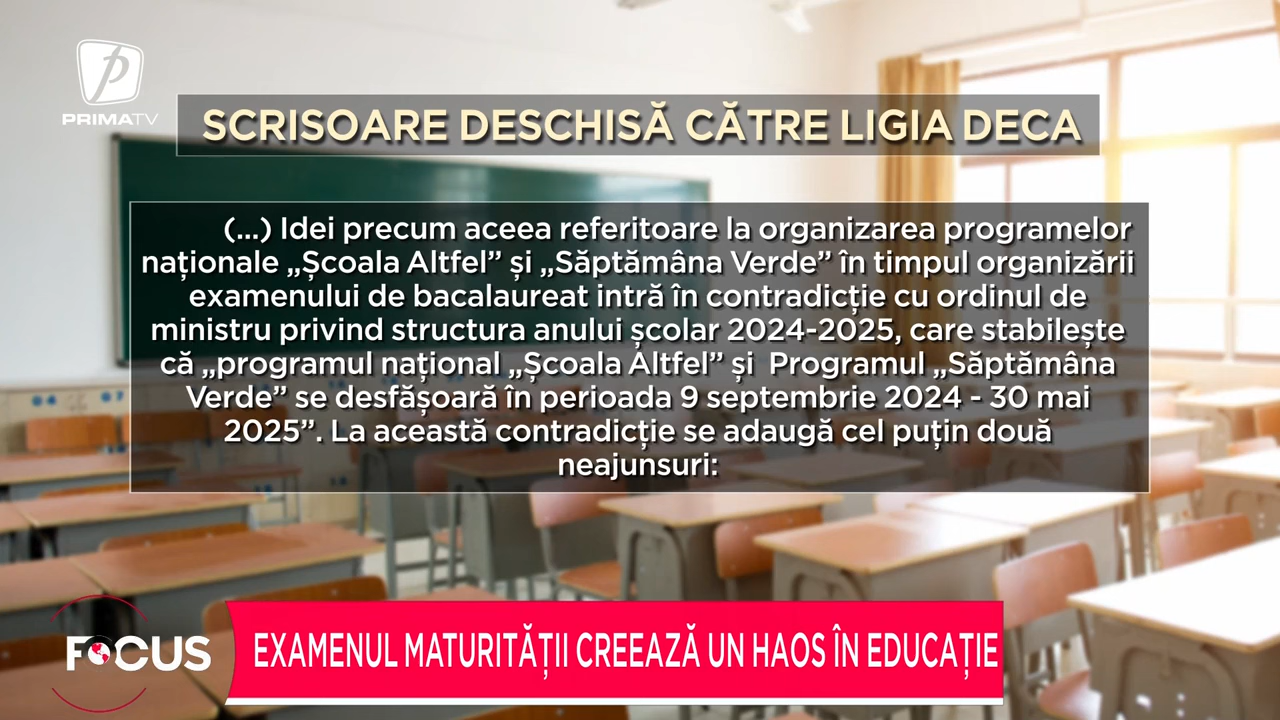 PRIMATV
SCRISOARE DESCHISĂ CĂTRE LIGIA DECA
(...) Idei precum aceea referitoare la organizarea programelor
naționale „Școala Altfel” și „Săptămâna Verde” în timpul organizării
examenului de bacalaureat intră în contradicție cu ordinul de
ministru privind structura anului școlar 2024-2025, care stabilește
că „programul național „Școala Altfel” și  Programul „Săptămâna
Verde” se desfășoară în perioada 9 septembrie 2024 - 30 mai
2025”. La această contradicție se adaugă cel puțin două
neajunsuri:
FOCUS
EXAMENUL MATURITĂȚII CREEAZĂ UN HAOS ÎN EDUCAȚIE